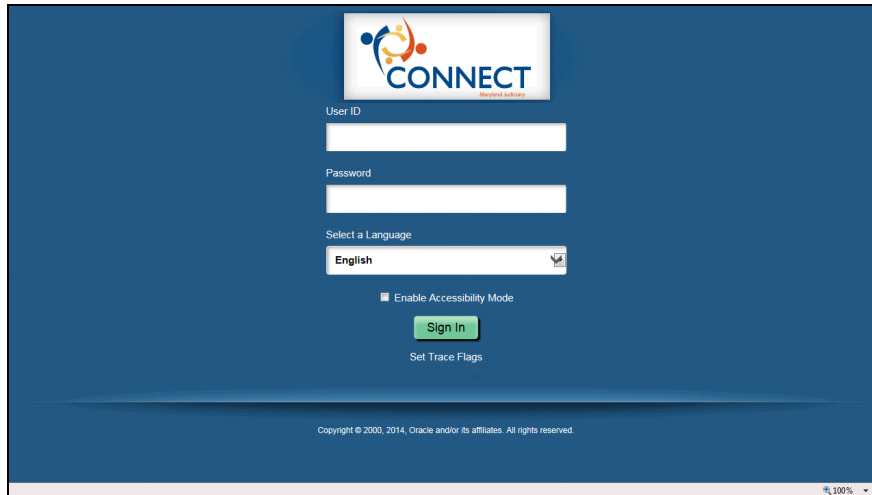 CONNECT
Maryland Judiciary
User ID
Password
Select a Language
English
Enable Accessibility Mode
Sign In
Set Trace Flags
Copyright © 2000, 2014, Oracle and/or its affiliates. All rights reserved.
100%